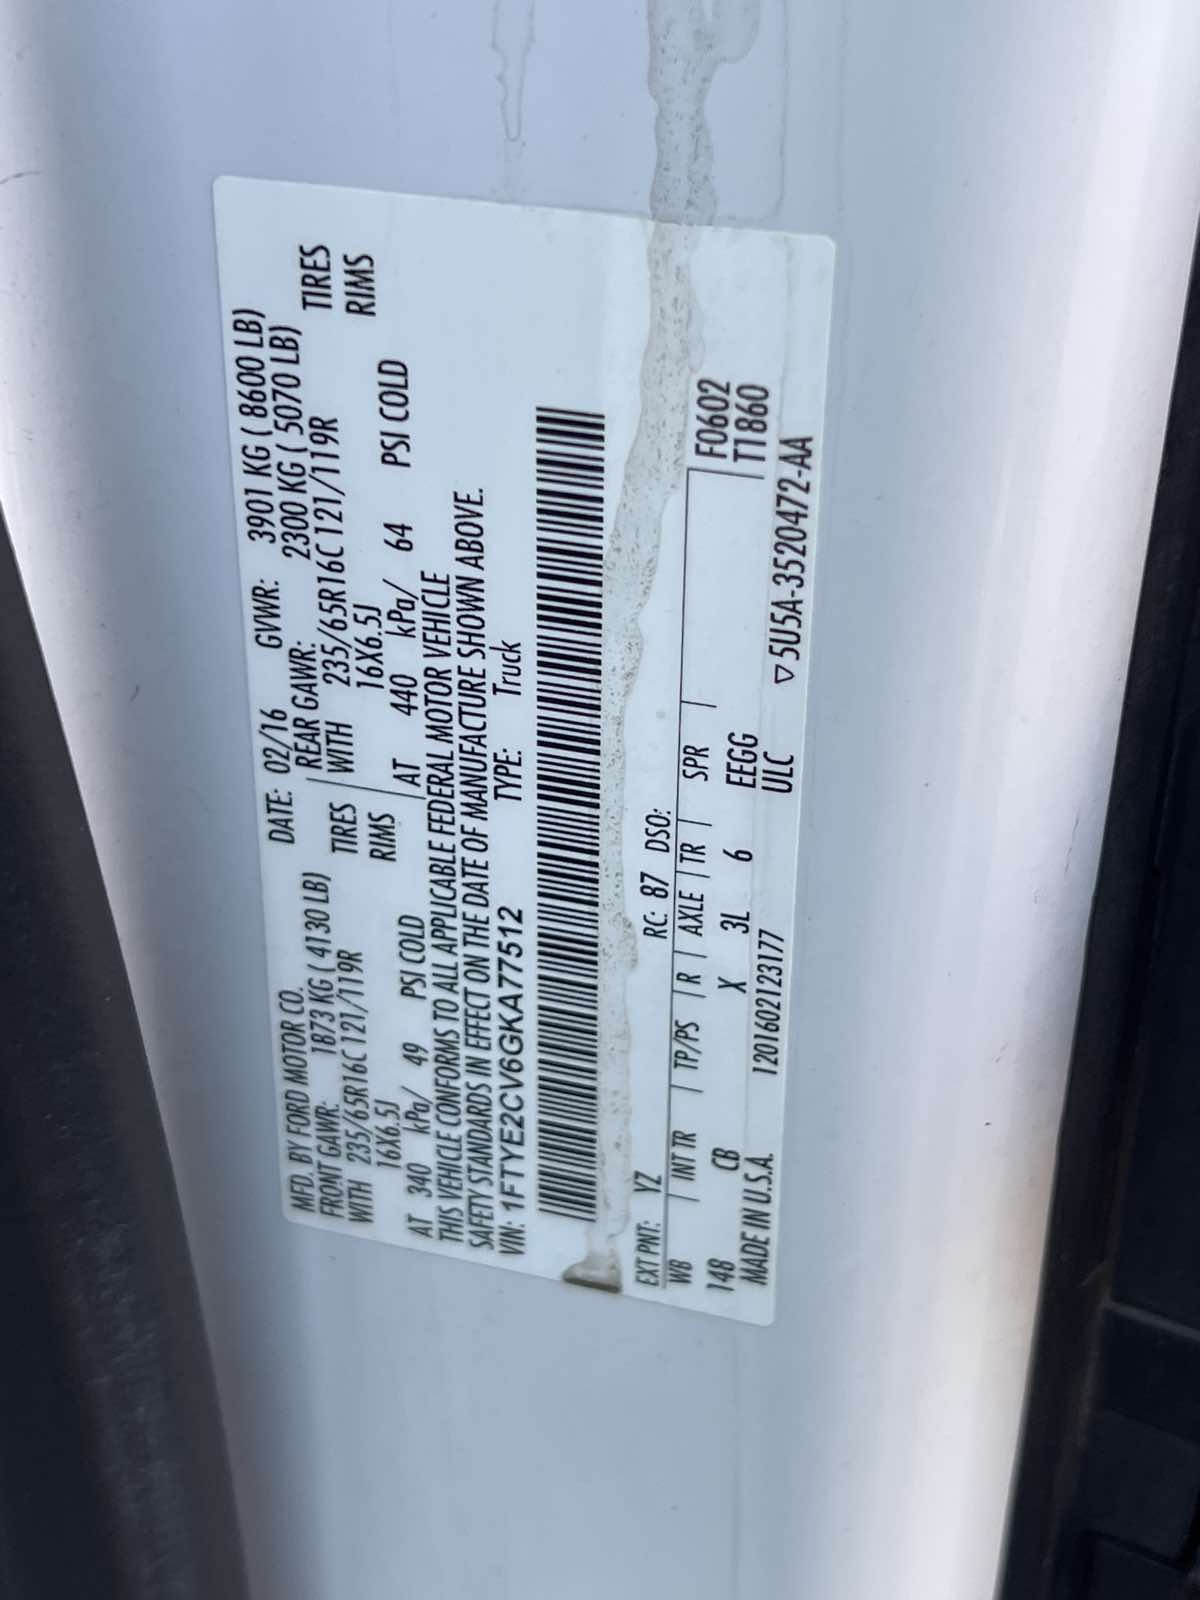 MFD. BY FORD MOTOR CO. DATE: 02/16 GVWR: 3901 KG ( 8600 LB)
FRONT GAWR: 1873 KG ( 4130 LB) REAR GAWR: 2300 KG ( 5070 LB)
WITH 235/65R16C 121/119R TIRES WITH 235/65R16C 121/119R TIRES
16X6.5J RIMS 16X6.5J RIMS
AT 340 kPa/ 49 PSI COLD AT 440 kPa/ 64 PSI COLD
THIS VEHICLE CONFORMS TO ALL APPLICABLE FEDERAL MOTOR VEHICLE
SAFETY STANDARDS IN EFFECT ON THE DATE OF MANUFACTURE SHOWN ABOVE.
VIN: 1FTYE2CV6GKA77512 TYPE: Truck
EXT PNT: YZ RC: 87 DSO:
WB INT TR TP/PS R AXLE TR SPR F0602
148 CB X 3L 6 EEGG T1860
MADE IN U.S.A. 1201602123177 ULC
▽5U5A-3520472-AA